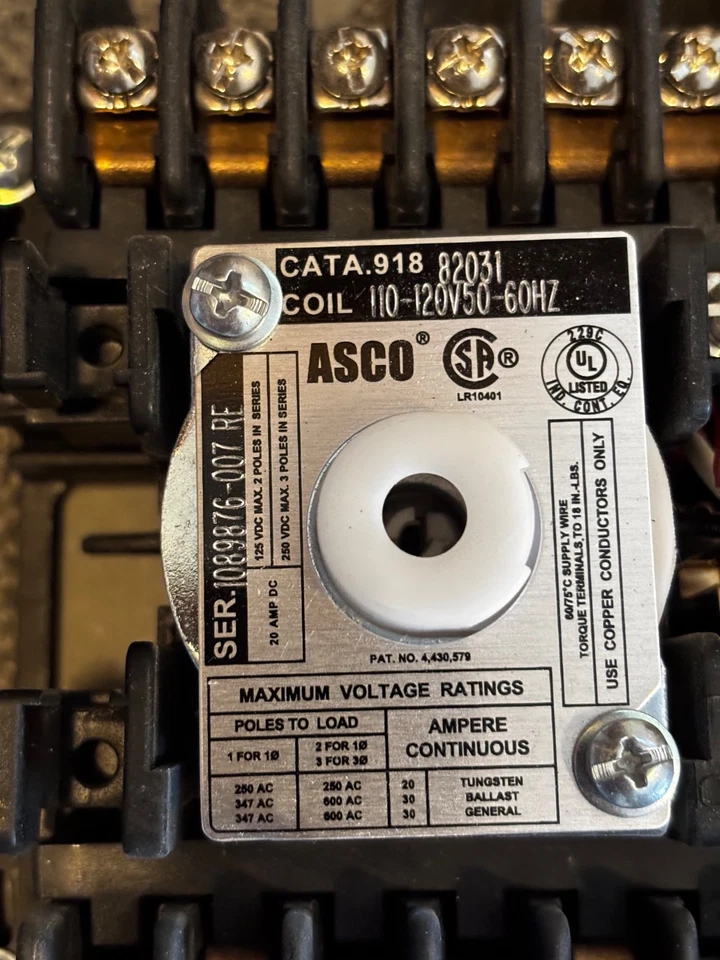 CATA.918 82031
COIL 110-120V50-60HZ
ASCO®
SA®
LR10401
229C
UL
LISTED
IND. CONT. EQ.
SER. 1089876-007 RE
125 VDC MAX. 2 POLES IN SERIES
250 VDC MAX. 3 POLES IN SERIES
20 AMP DC
60/75°C SUPPLY WIRE
TORQUE TERMINALS TO 18 IN.-LBS.
USE COPPER CONDUCTORS ONLY
PAT. NO. 4,430,579
MAXIMUM VOLTAGE RATINGS
POLES TO LOAD
AMPERE
CONTINUOUS
1 FOR 1Ø
2 FOR 1Ø
3 FOR 3Ø
250 AC 250 AC 20 TUNGSTEN
347 AC 600 AC 30 BALLAST
347 AC 600 AC 30 GENERAL